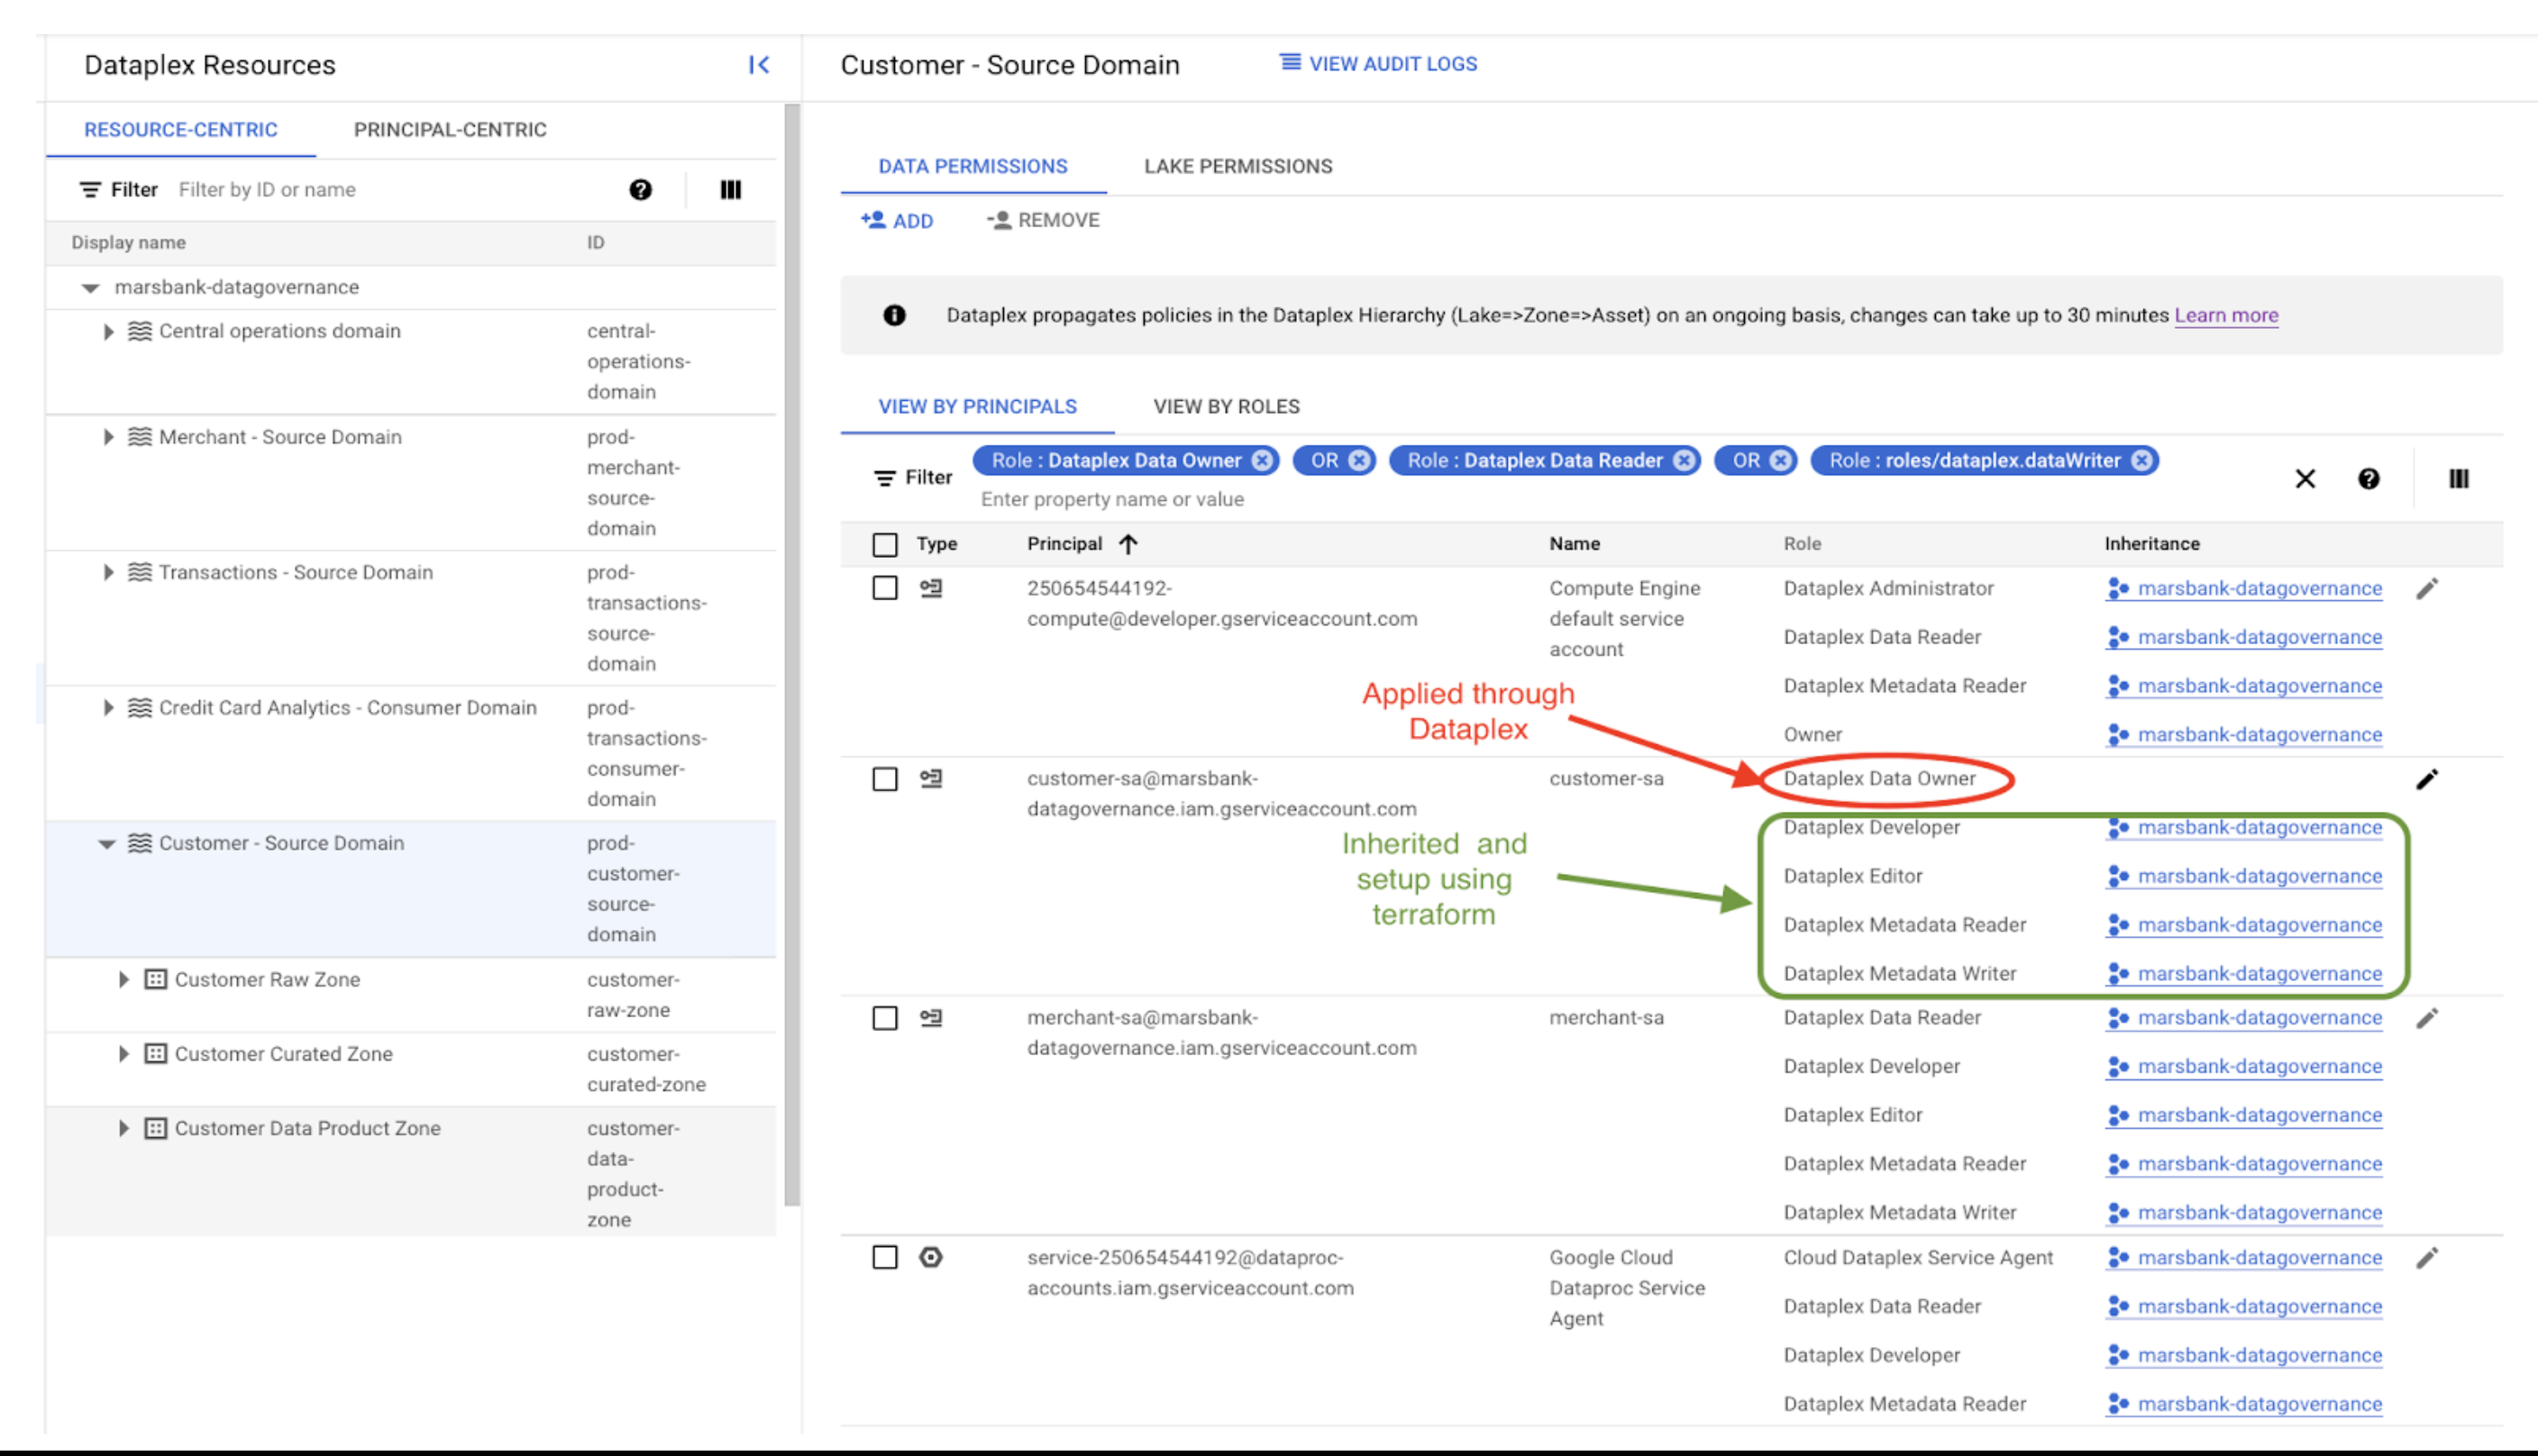 Dataplex Resources
RESOURCE-CENTRIC PRINCIPAL-CENTRIC
Filter Filter by ID or name
Display name ID
marsbank-datagovernance
Central operations domain central-
operations-
domain
Merchant - Source Domain prod-
merchant-
source-
domain
Transactions - Source Domain prod-
transactions-
source-
domain
Credit Card Analytics - Consumer Domain prod-
transactions-
consumer-
domain
Customer - Source Domain prod-
customer-
source-
domain
Customer Raw Zone customer-
raw-zone
Customer Curated Zone customer-
curated-zone
Customer Data Product Zone customer-
data-
product-
zone
Customer - Source Domain VIEW AUDIT LOGS
DATA PERMISSIONS LAKE PERMISSIONS
ADD REMOVE
Dataplex propagates policies in the Dataplex Hierarchy (Lake=>Zone=>Asset) on an ongoing basis, changes can take up to 30 minutes Learn more
VIEW BY PRINCIPALS VIEW BY ROLES
Filter Role : Dataplex Data Owner OR Role : Dataplex Data Reader OR Role : roles/dataplex.dataWriter
Enter property name or value
Type Principal Name Role Inheritance
250654544192- Compute Engine Dataplex Administrator marsbank-datagovernance
compute@developer.gserviceaccount.com default service
account
Dataplex Data Reader marsbank-datagovernance
Dataplex Metadata Reader marsbank-datagovernance
Owner marsbank-datagovernance
Applied through
Dataplex
customer-sa@marsbank- customer-sa Dataplex Data Owner
datagovernance.iam.gserviceaccount.com
Dataplex Developer marsbank-datagovernance
Inherited and
setup using
terraform
Dataplex Editor marsbank-datagovernance
Dataplex Metadata Reader marsbank-datagovernance
Dataplex Metadata Writer marsbank-datagovernance
merchant-sa@marsbank- merchant-sa Dataplex Data Reader marsbank-datagovernance
datagovernance.iam.gserviceaccount.com
Dataplex Developer marsbank-datagovernance
Dataplex Editor marsbank-datagovernance
Dataplex Metadata Reader marsbank-datagovernance
Dataplex Metadata Writer marsbank-datagovernance
service-250654544192@dataproc- Google Cloud Cloud Dataplex Service Agent marsbank-datagovernance
accounts.iam.gserviceaccount.com Dataproc Service
Agent
Dataplex Data Reader marsbank-datagovernance
Dataplex Developer marsbank-datagovernance
Dataplex Metadata Reader marsbank-datagovernance